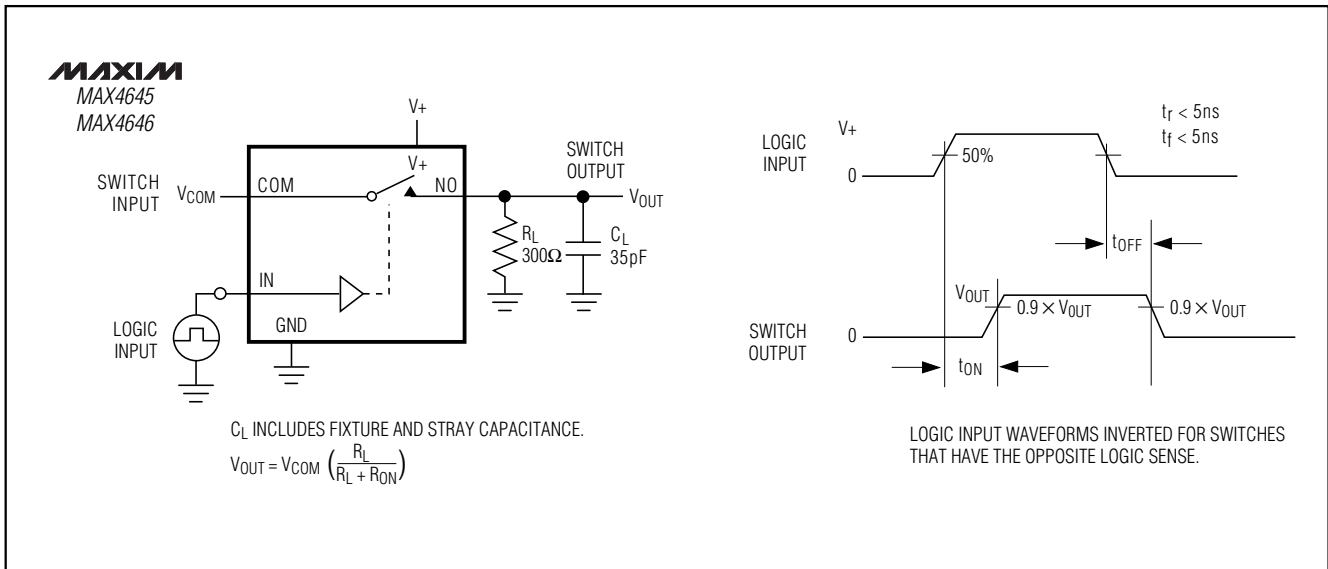 MAXIM
MAX4645
MAX4646
V+
V+
SWITCH
INPUT
VCOM
COM
NO
SWITCH
OUTPUT
VOUT
RL
300Ω
CL
35pF
IN
LOGIC
INPUT
GND
CL INCLUDES FIXTURE AND STRAY CAPACITANCE.
VOUT = VCOM (RL / RL + RON)
LOGIC
INPUT
V+
0
50%
tr < 5ns
tf < 5ns
tOFF
SWITCH
OUTPUT
VOUT
0
0.9 × VOUT
0.9 × VOUT
tON
LOGIC INPUT WAVEFORMS INVERTED FOR SWITCHES
THAT HAVE THE OPPOSITE LOGIC SENSE.